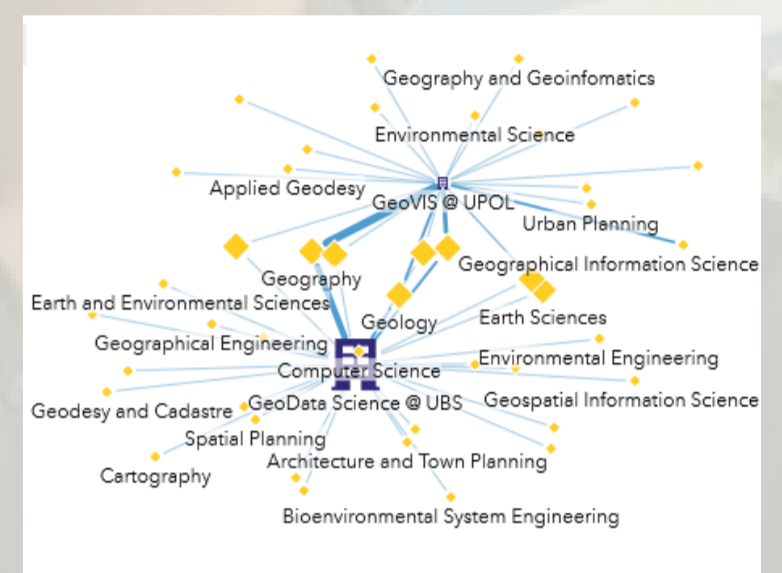 Geography and Geoinfomatics
Environmental Science
Applied Geodesy
GeoVIS @ UPOL
Urban Planning
Geographical Information Science
Geography
Earth and Environmental Sciences
Geology
Earth Sciences
Geographical Engineering
Environmental Engineering
Computer Science
Geospatial Information Science
GeoData Science @ UBS
Geodesy and Cadastre
Spatial Planning
Architecture and Town Planning
Cartography
Bioenvironmental System Engineering